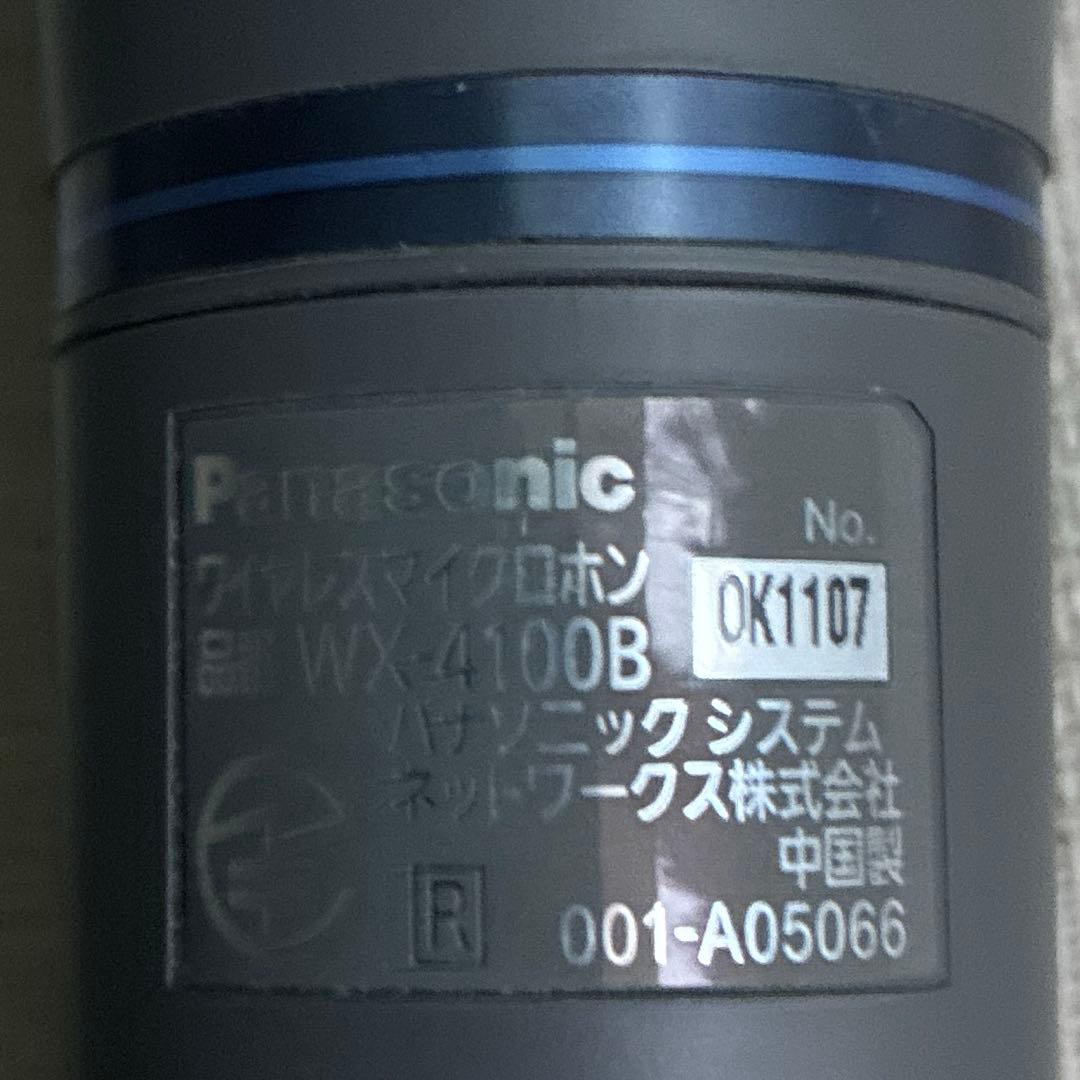 Panasonic
No.
ワイヤレスマイクロホン
OK1107
品番 WX-4100B
パナソニック システム
ネットワークス株式会社
中国製
R 001-A05066